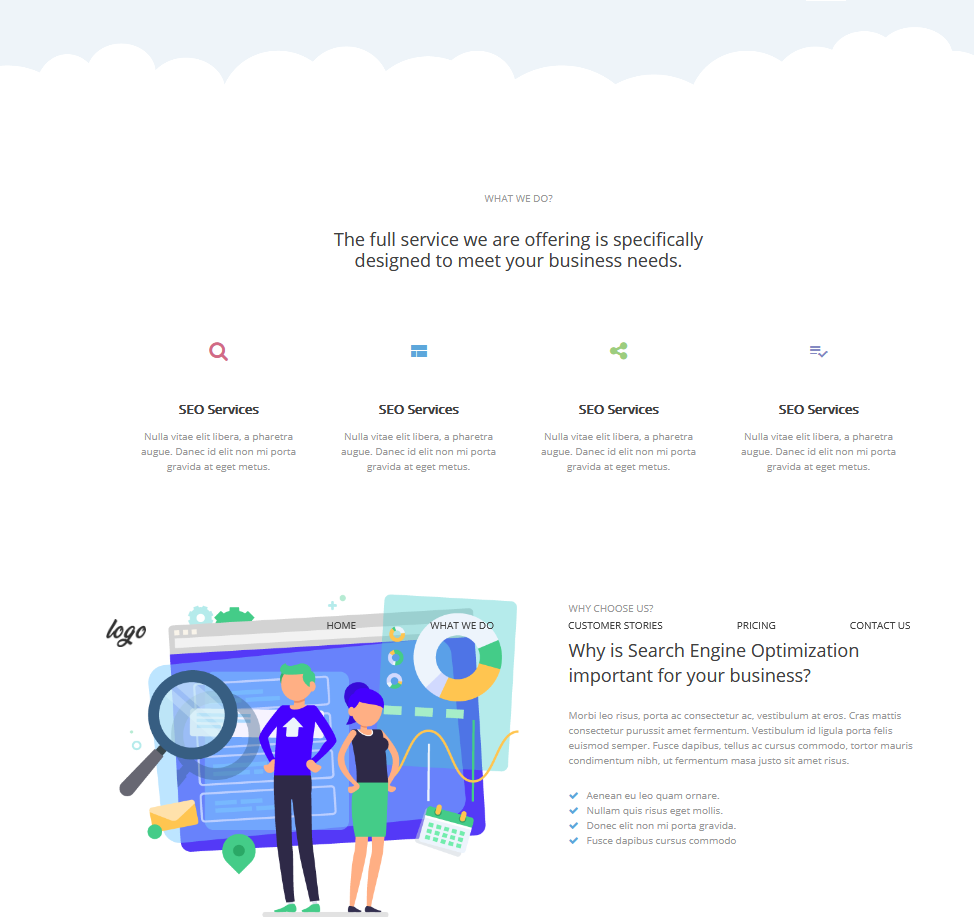 WHAT WE DO?
The full service we are offering is specifically
designed to meet your business needs.
SEO Services
Nulla vitae elit libera, a pharetra
augue. Danec id elit non mi porta
gravida at eget metus.
SEO Services
Nulla vitae elit libera, a pharetra
augue. Danec id elit non mi porta
gravida at eget metus.
SEO Services
Nulla vitae elit libera, a pharetra
augue. Danec id elit non mi porta
gravida at eget metus.
SEO Services
Nulla vitae elit libera, a pharetra
augue. Danec id elit non mi porta
gravida at eget metus.
logo
HOME
WHAT WE DO
CUSTOMER STORIES
PRICING
CONTACT US
WHY CHOOSE US?
Why is Search Engine Optimization
important for your business?
Morbi leo risus, porta ac consectetur ac, vestibulum at eros. Cras mattis
consectetur purussit amet fermentum. Vestibulum id ligula porta felis
euismod semper. Fusce dapibus, tellus ac cursus commodo, tortor mauris
condimentum nibh, ut fermentum masa justo sit amet risus.
Aenean eu leo quam ornare.
Nullam quis risus eget mollis.
Donec elit non mi porta gravida.
Fusce dapibus cursus commodo